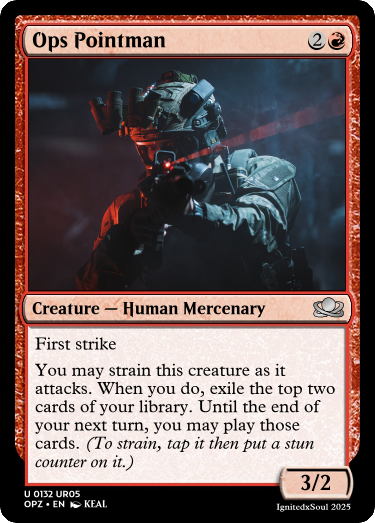 Ops Pointman 2
Creature — Human Mercenary
First strike
You may strain this creature as it
attacks. When you do, exile the top two
cards of your library. Until the end of
your next turn, you may play those
cards. (To strain, tap it then put a stun
counter on it.)
3/2
U 0132 UR05
OPZ • EN KEAL
IgnitedxSoul 2025